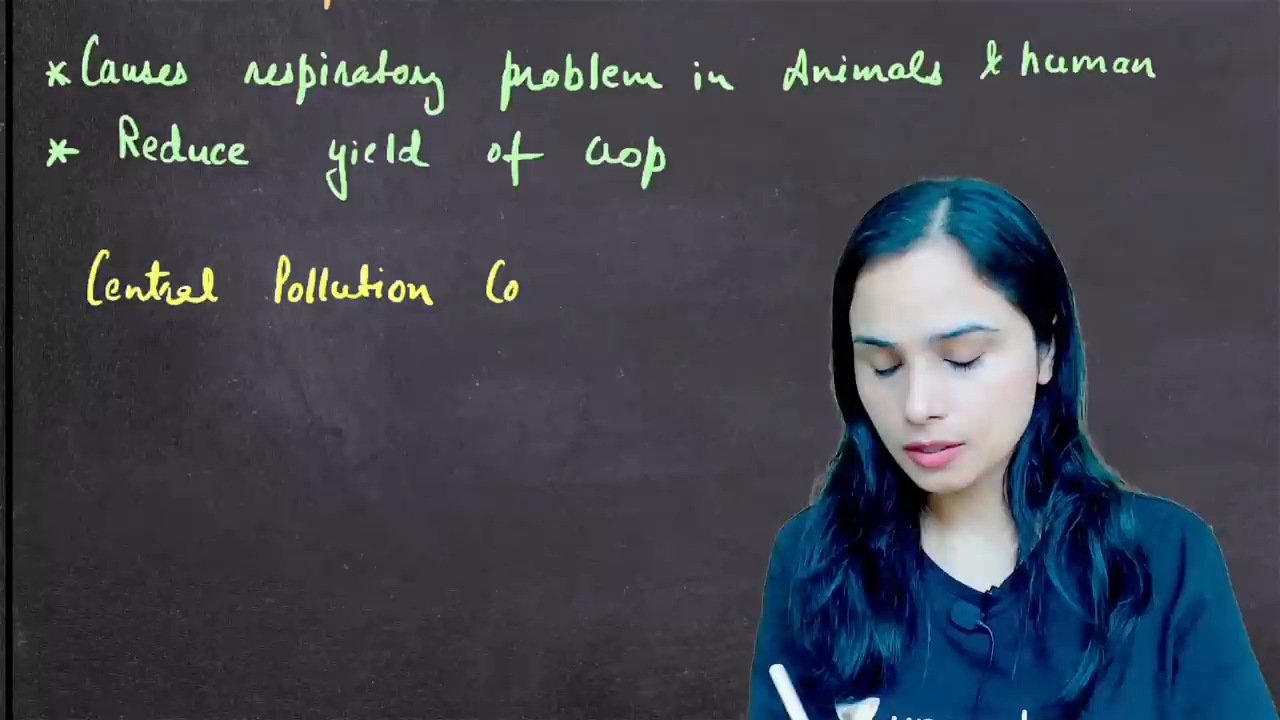 * Causes respiratory problem in Animals & human
* Reduce yield of crop
Central Pollution Co